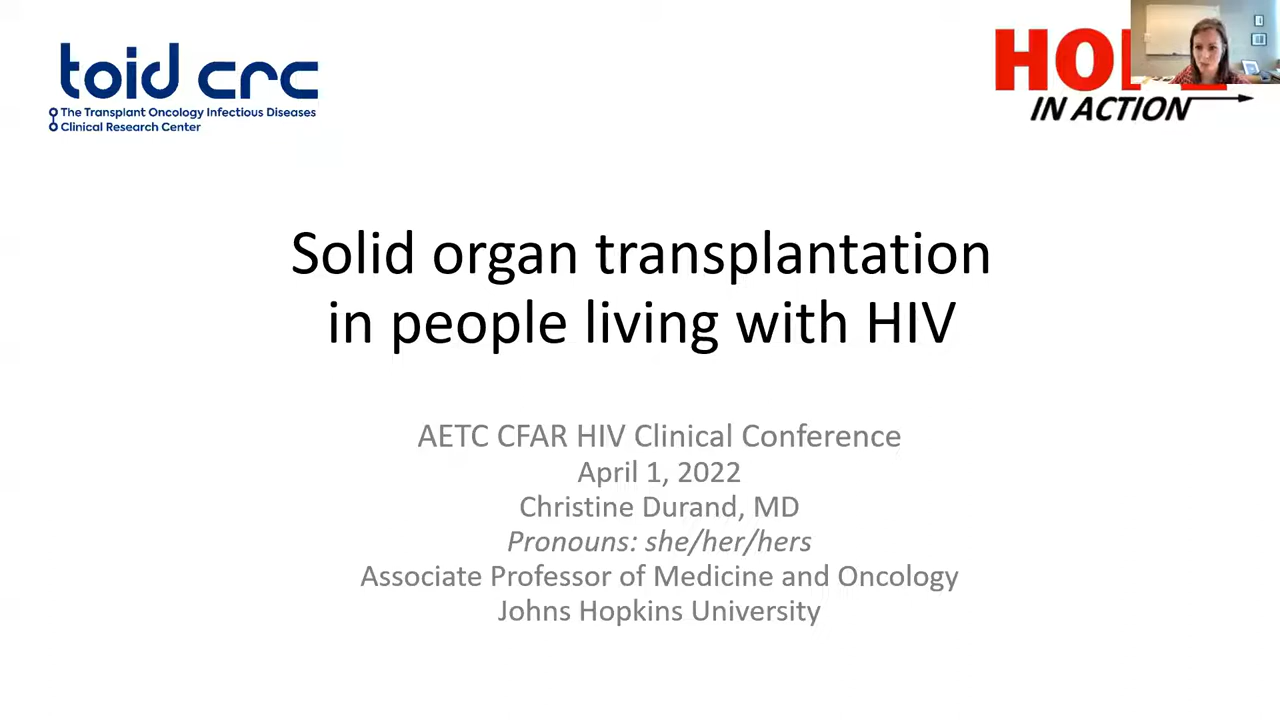 toid crc
The Transplant Oncology Infectious Diseases
Clinical Research Center
IN ACTION
Solid organ transplantation
in people living with HIV
AETC CFAR HIV Clinical Conference
April 1, 2022
Christine Durand, MD
Pronouns: she/her/hers
Associate Professor of Medicine and Oncology
Johns Hopkins University